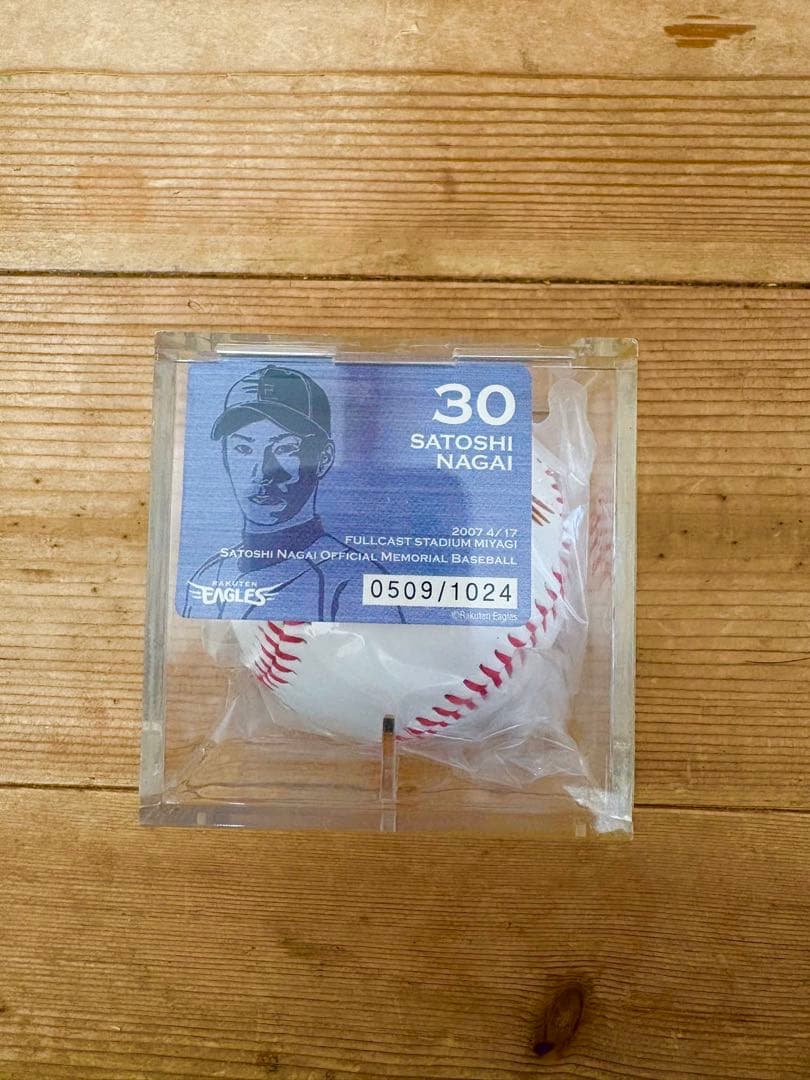 E
30
SATOSHI
NAGAI
2007 4/17
FULLCAST STADIUM MIYAGI
SATOSHI NAGAI OFFICIAL MEMORIAL BASEBALL
RAKUTEN
EAGLES
0509/1024
©Rakuten Eagles